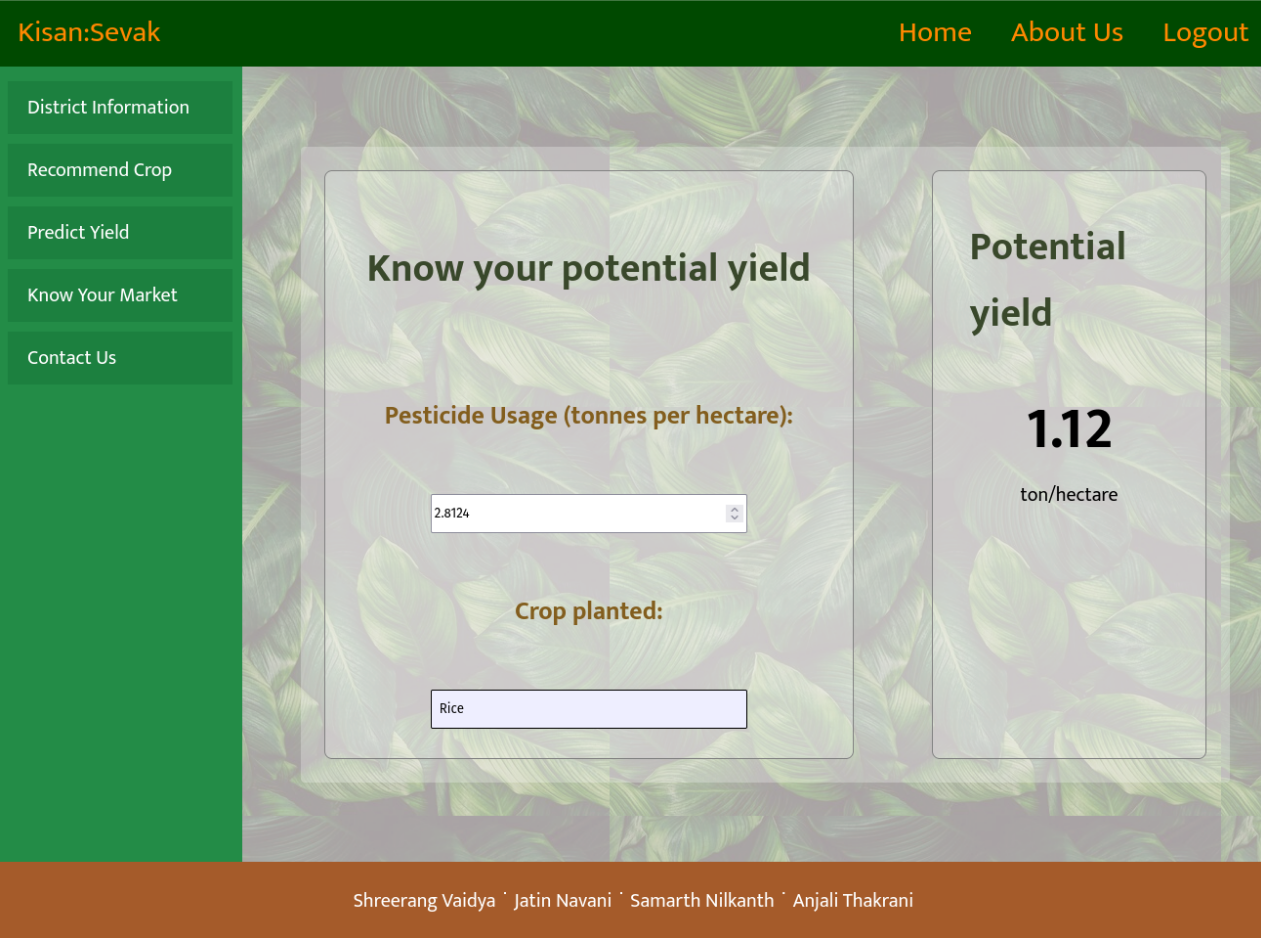 Kisan:Sevak
Home About Us Logout
District Information
Recommend Crop
Predict Yield
Know Your Market
Contact Us
Know your potential yield
Pesticide Usage (tonnes per hectare):
2.8124
Crop planted:
Rice
Potential
yield
1.12
ton/hectare
Shreerang Vaidya ˙ Jatin Navani ˙ Samarth Nilkanth ˙ Anjali Thakrani